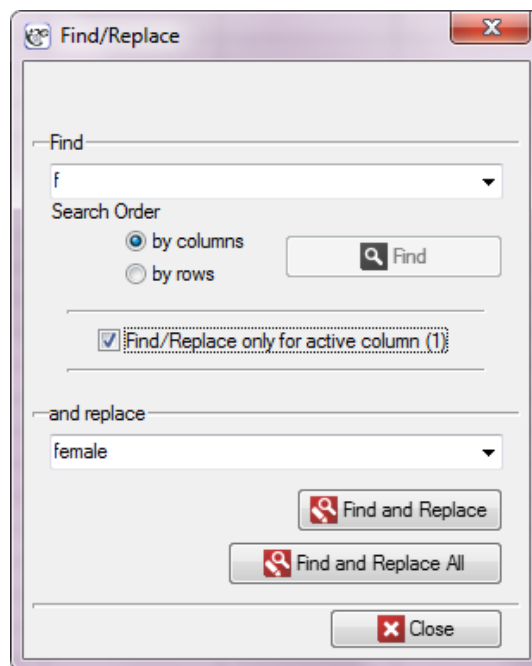 Find/Replace
Find
f
Search Order
by columns
Find
by rows
Find/Replace only for active column (1)
and replace
female
Find and Replace
Find and Replace All
Close